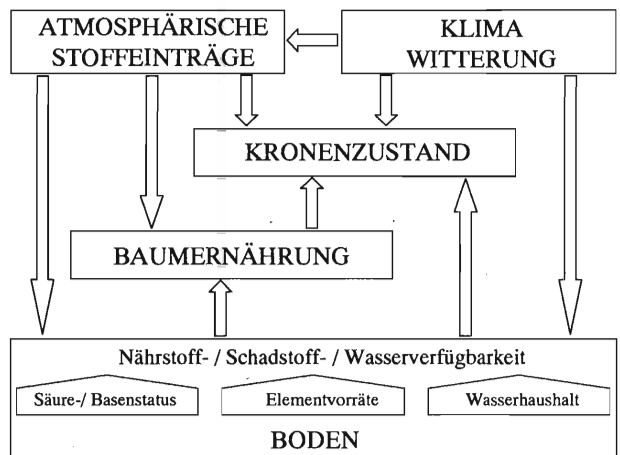 ATMOSPHÄRISCHE
STOFFEINTRÄGE
KLIMA
WITTERUNG
KRONENZUSTAND
BAUMERNÄHRUNG
Nährstoff- / Schadstoff- / Wasserverfügbarkeit
Säure-/ Basenstatus
Elementvorräte
Wasserhaushalt
BODEN